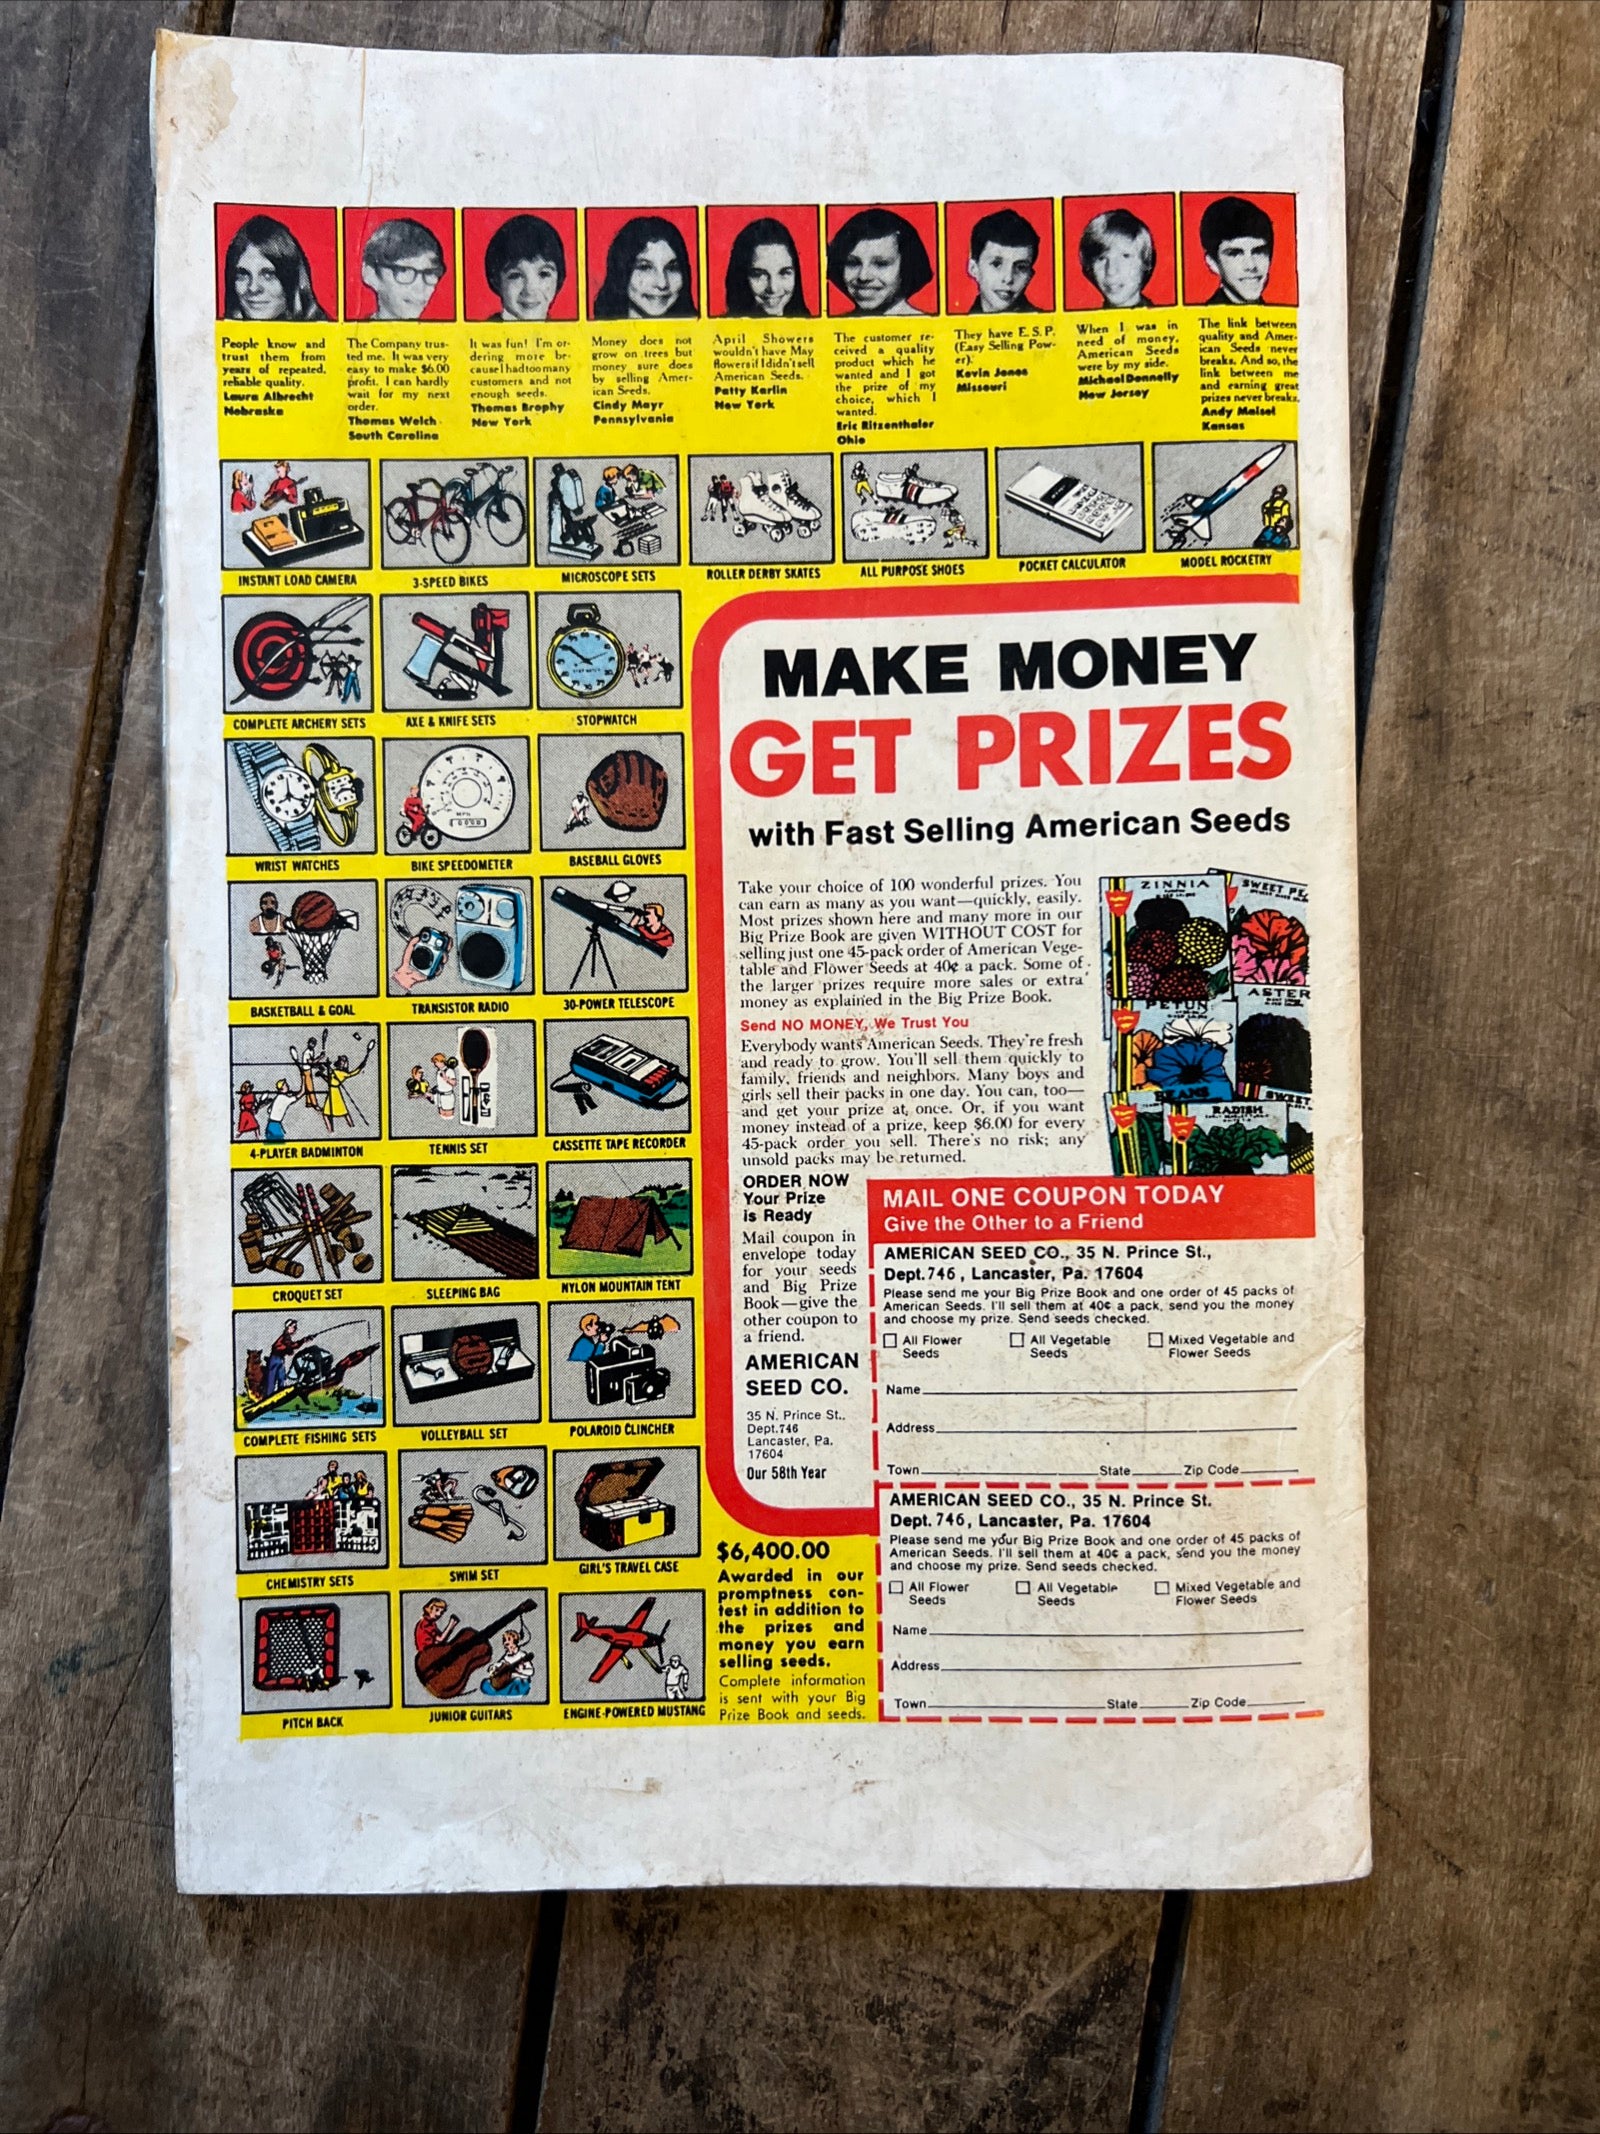 People know and
trust them from
years of repeated,
reliable quality.
Laura Albrecht
Nebraska
The Company trus-
ted me. It was very
easy to make $6.00
profit. I can hardly
wait for my next
order.
Thomas Welch
South Carolina
It was fun! I'm or-
dering more be-
cause I had too many
customers and not
enough seeds.
Thomas Brophy
New York
Money does not
grow on trees but
money sure does
by selling Amer-
ican Seeds.
Cindy Mayr
Pennsylvania
April Showers
wouldn't have May
flowers if I didn't sell
American Seeds.
Patty Karlin
New York
The customer re-
ceived a quality
product which he
wanted and I got
the prize of my
choice, which I
wanted.
Eric Ritzenthaler
Ohio
They have E. S. P.
(Easy Selling Pow-
er).
Kevin Jones
Missouri
When I was in
need of money,
American Seeds
were by my side.
Michael Donnelly
New Jersey
The link between
quality and Amer-
ican Seeds never
breaks. And so, the
link between me
and earning great
prizes never breaks.
Andy Meisel
Kansas
INSTANT LOAD CAMERA
3-SPEED BIKES
MICROSCOPE SETS
ROLLER DERBY SKATES
ALL PURPOSE SHOES
POCKET CALCULATOR
MODEL ROCKETRY
COMPLETE ARCHERY SETS
AXE & KNIFE SETS
STOPWATCH
WRIST WATCHES
BIKE SPEEDOMETER
BASEBALL GLOVES
BASKETBALL & GOAL
TRANSISTOR RADIO
30-POWER TELESCOPE
4-PLAYER BADMINTON
TENNIS SET
CASSETTE TAPE RECORDER
CROQUET SET
SLEEPING BAG
NYLON MOUNTAIN TENT
COMPLETE FISHING SETS
VOLLEYBALL SET
POLAROID CLINCHER
CHEMISTRY SETS
SWIM SET
GIRL'S TRAVEL CASE
PITCH BACK
JUNIOR GUITARS
ENGINE-POWERED MUSTANG
MAKE MONEY
GET PRIZES
with Fast Selling American Seeds
Take your choice of 100 wonderful prizes. You
can earn as many as you want—quickly, easily.
Most prizes shown here and many more in our
Big Prize Book are given WITHOUT COST for
selling just one 45-pack order of American Vege-
table and Flower Seeds at 40¢ a pack. Some of
the larger prizes require more sales or extra
money as explained in the Big Prize Book.
Send NO MONEY, We Trust You
Everybody wants American Seeds. They're fresh
and ready to grow. You'll sell them quickly to
family, friends and neighbors. Many boys and
girls sell their packs in one day. You can, too—
and get your prize at once. Or, if you want
money instead of a prize, keep $6.00 for every
45-pack order you sell. There's no risk; any
unsold packs may be returned.
ZINNIA
SWEET PE
PETUN
ASTER
BEANS
RADISH
SWEET
ORDER NOW
Your Prize
is Ready
Mail coupon in
envelope today
for your seeds
and Big Prize
Book—give the
other coupon to
a friend.
AMERICAN
SEED CO.
35 N. Prince St.,
Dept.746
Lancaster, Pa.
17604
Our 58th Year
MAIL ONE COUPON TODAY
Give the Other to a Friend
AMERICAN SEED CO., 35 N. Prince St.,
Dept.746, Lancaster, Pa. 17604
Please send me your Big Prize Book and one order of 45 packs of
American Seeds. I'll sell them at 40¢ a pack, send you the money
and choose my prize. Send seeds checked.
All Flower Seeds
All Vegetable Seeds
Mixed Vegetable and Flower Seeds
Name
Address
Town State Zip Code
AMERICAN SEED CO., 35 N. Prince St.
Dept. 746, Lancaster, Pa. 17604
Please send me your Big Prize Book and one order of 45 packs of
American Seeds. I'll sell them at 40¢ a pack, send you the money
and choose my prize. Send seeds checked.
All Flower Seeds
All Vegetable Seeds
Mixed Vegetable and Flower Seeds
Name
Address
Town State Zip Code
$6,400.00
Awarded in our
promptness con-
test in addition to
the prizes and
money you earn
selling seeds.
Complete information
is sent with your Big
Prize Book and seeds.